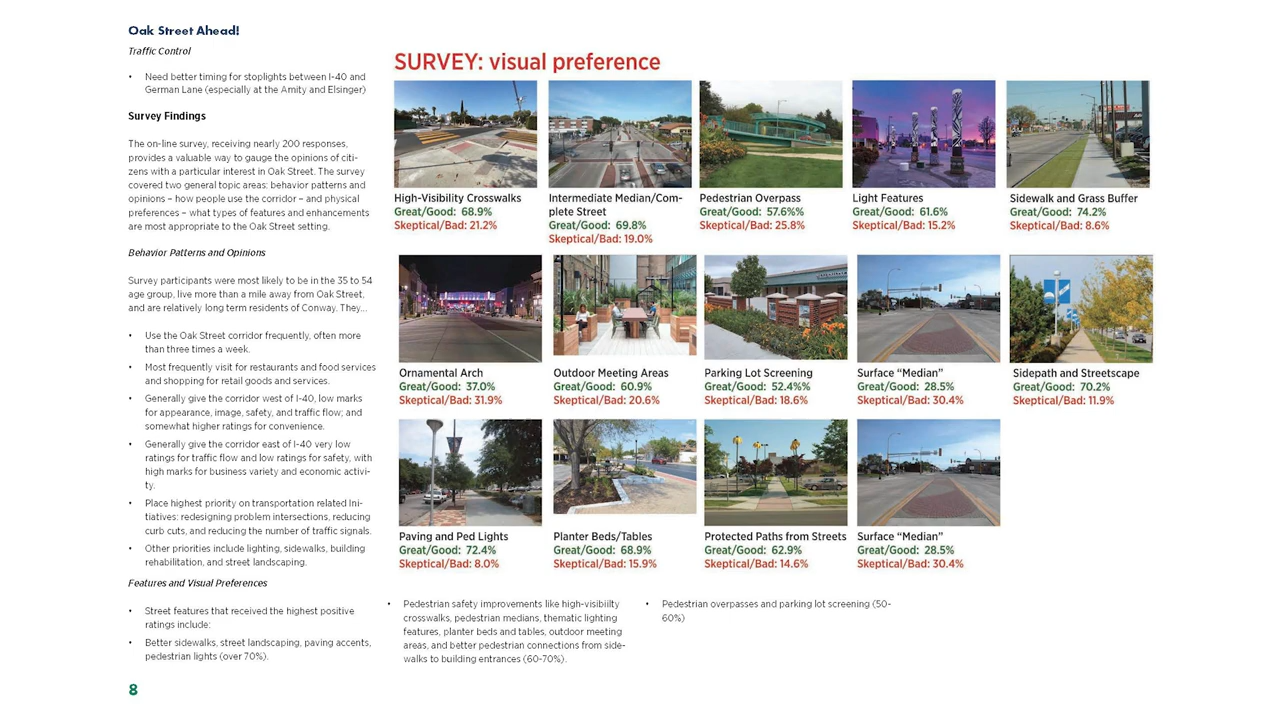 Oak Street Ahead!
Traffic Control
• Need better timing for stoplights between I-40 and
German Lane (especially at the Amity and Elsinger)
Survey Findings
The on-line survey, receiving nearly 200 responses,
provides a valuable way to gauge the opinions of citi-
zens with a particular interest in Oak Street. The survey
covered two general topic areas: behavior patterns and
opinions – how people use the corridor – and physical
preferences – what types of features and enhancements
are most appropriate to the Oak Street setting.
Behavior Patterns and Opinions
Survey participants were most likely to be in the 35 to 54
age group, live more than a mile away from Oak Street,
and are relatively long term residents of Conway. They...
• Use the Oak Street corridor frequently, often more
than three times a week.
• Most frequently visit for restaurants and food services
and shopping for retail goods and services.
• Generally give the corridor west of I-40, low marks
for appearance, image, safety, and traffic flow; and
somewhat higher ratings for convenience.
• Generally give the corridor east of I-40 very low
ratings for traffic flow and low ratings for safety, with
high marks for business variety and economic activi-
ty.
• Place highest priority on transportation related Ini-
tiatives: redesigning problem intersections, reducing
curb cuts, and reducing the number of traffic signals.
• Other priorities include lighting, sidewalks, building
rehabilitation, and street landscaping.
Features and Visual Preferences
• Street features that received the highest positive
ratings include:
• Better sidewalks, street landscaping, paving accents,
pedestrian lights (over 70%).
SURVEY: visual preference
High-Visibility Crosswalks
Great/Good: 68.9%
Skeptical/Bad: 21.2%
Intermediate Median/Com-
plete Street
Great/Good: 69.8%
Skeptical/Bad: 19.0%
Pedestrian Overpass
Great/Good: 57.6%%
Skeptical/Bad: 25.8%
Light Features
Great/Good: 61.6%
Skeptical/Bad: 15.2%
Sidewalk and Grass Buffer
Great/Good: 74.2%
Skeptical/Bad: 8.6%
Ornamental Arch
Great/Good: 37.0%
Skeptical/Bad: 31.9%
Outdoor Meeting Areas
Great/Good: 60.9%
Skeptical/Bad: 20.6%
Parking Lot Screening
Great/Good: 52.4%%
Skeptical/Bad: 18.6%
Surface “Median”
Great/Good: 28.5%
Skeptical/Bad: 30.4%
Sidepath and Streetscape
Great/Good: 70.2%
Skeptical/Bad: 11.9%
Paving and Ped Lights
Great/Good: 72.4%
Skeptical/Bad: 8.0%
Planter Beds/Tables
Great/Good: 68.9%
Skeptical/Bad: 15.9%
Protected Paths from Streets
Great/Good: 62.9%
Skeptical/Bad: 14.6%
Surface “Median”
Great/Good: 28.5%
Skeptical/Bad: 30.4%
• Pedestrian safety improvements like high-visibiilty
crosswalks, pedestrian medians, thematic lighting
features, planter beds and tables, outdoor meeting
areas, and better pedestrian connections from side-
walks to building entrances (60-70%).
• Pedestrian overpasses and parking lot screening (50-
60%)
8